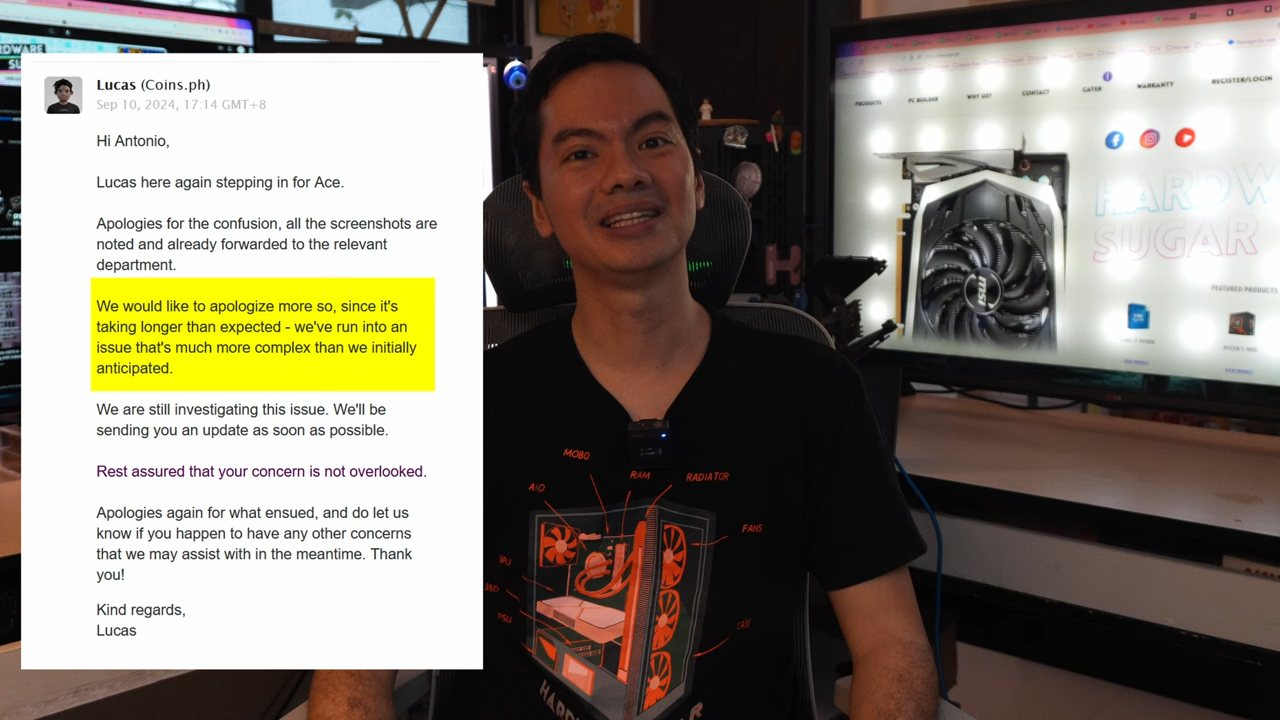 Lucas (Coins.ph)
Sep 10, 2024, 17:14 GMT+8
Hi Antonio,
Lucas here again stepping in for Ace.
Apologies for the confusion, all the screenshots are
noted and already forwarded to the relevant
department.
We would like to apologize more so, since it's
taking longer than expected - we've run into an
issue that's much more complex than we initially
anticipated.
We are still investigating this issue. We'll be
sending you an update as soon as possible.
Rest assured that your concern is not overlooked.
Apologies again for what ensued, and do let us
know if you happen to have any other concerns
that we may assist with in the meantime. Thank
you!
Kind regards,
Lucas
MOBO
RAM
RADIATOR
AIO
FANS
GPU
SSD
PSU
CASE
PRODUCTS
PC BUILDER
WHY US?
CONTACT
CATER
WARRANTY
REGISTER/LOGIN
HARDW
SUGAR
msi
FEATURED PRODUCTS